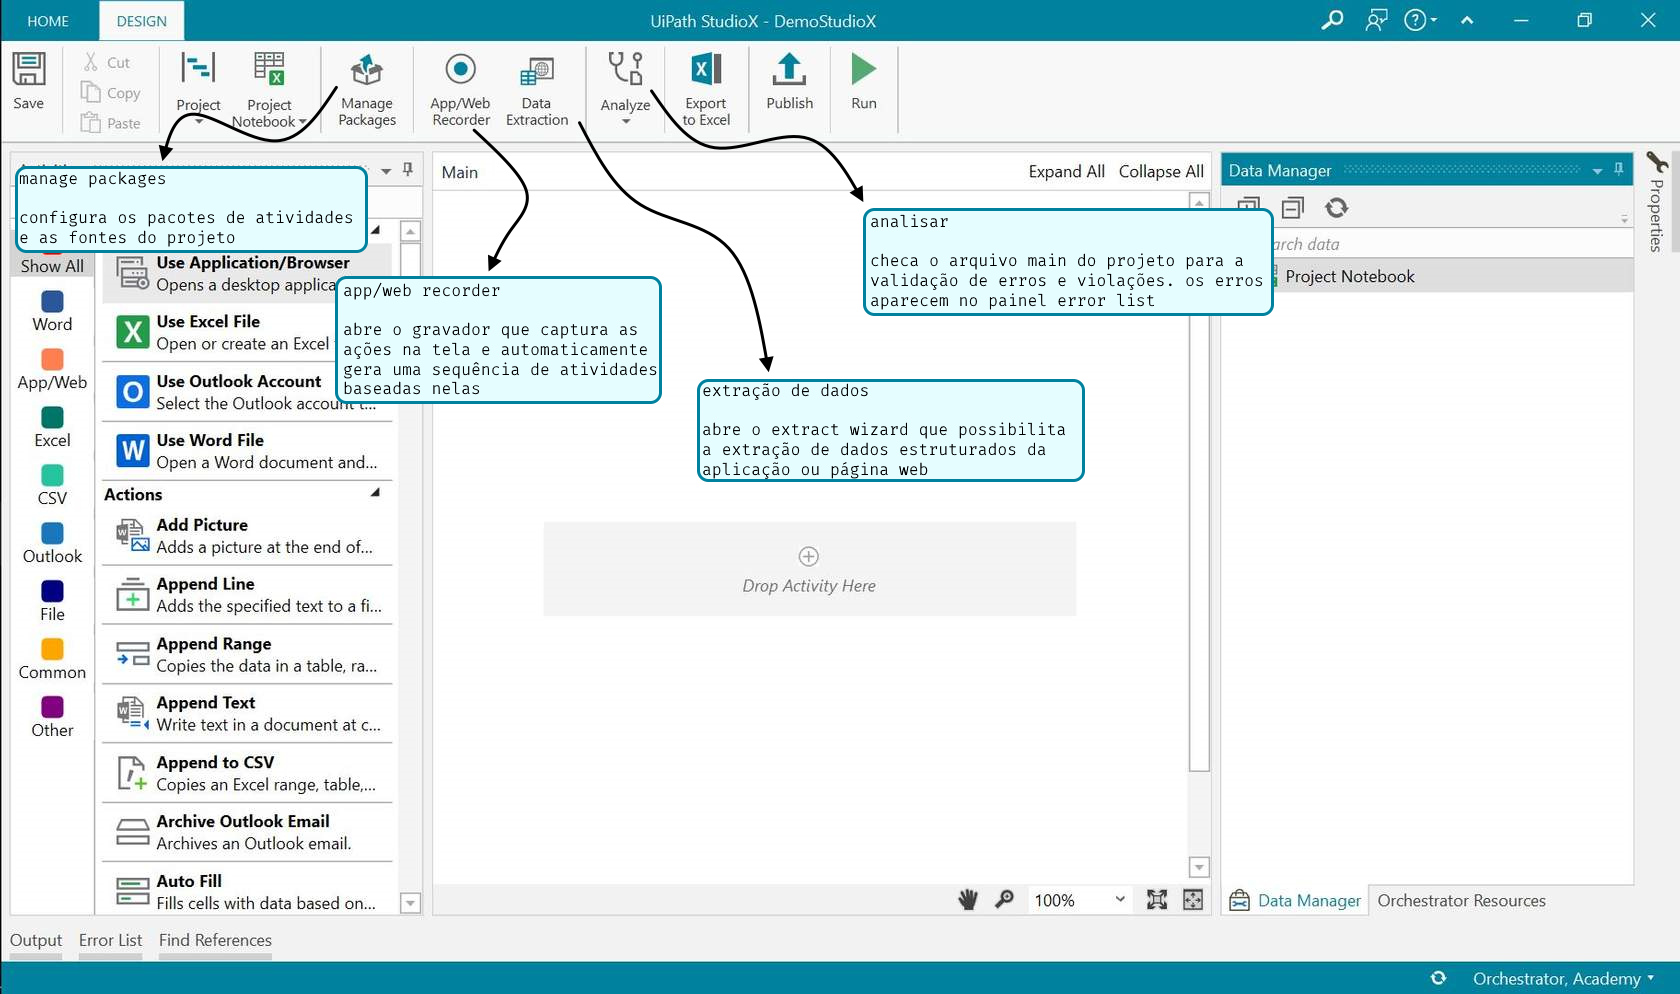 HOME
DESIGN
UiPath StudioX - DemoStudioX
Save
Cut
Copy
Paste
Project
Project
Notebook
Manage
Packages
App/Web
Recorder
Data
Extraction
Analyze
Export
to Excel
Publish
Run
manage packages
configura os pacotes de atividades
e as fontes do projeto
Show All
Word
App/Web
Excel
CSV
Outlook
File
Common
Other
Use Application/Browser
Opens a desktop applica
Use Excel File
Open or create an Excel
Use Outlook Account
Select the Outlook account t...
Use Word File
Open a Word document and...
Actions
Add Picture
Adds a picture at the end of...
Append Line
Adds the specified text to a fi...
Append Range
Copies the data in a table, ra...
Append Text
Write text in a document at c...
Append to CSV
Copies an Excel range, table,...
Archive Outlook Email
Archives an Outlook email.
Auto Fill
Fills cells with data based on...
Main
Expand All Collapse All
app/web recorder
abre o gravador que captura as
ações na tela e automaticamente
gera uma sequência de atividades
baseadas nelas
extração de dados
abre o extract wizard que possibilita
a extração de dados estruturados da
aplicação ou página web
analisar
checa o arquivo main do projeto para a
validação de erros e violações. os erros
aparecem no painel error list
Drop Activity Here
100%
Data Manager
arch data
Project Notebook
Properties
Data Manager
Orchestrator Resources
Output Error List Find References
Orchestrator, Academy